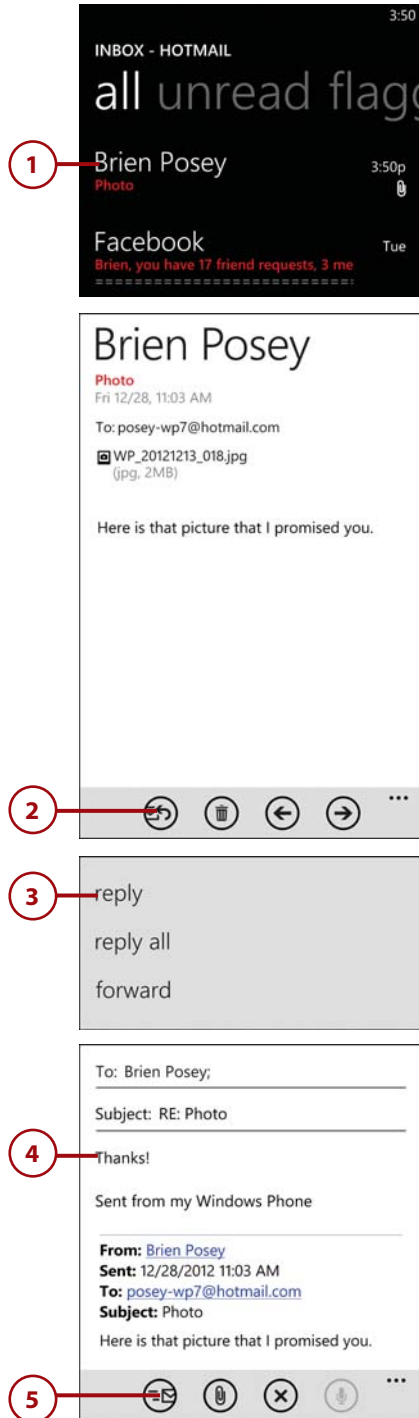 3:50
INBOX - HOTMAIL
all unread flagg
1
Brien Posey 3:50p
Photo
Facebook Tue
Brien, you have 17 friend requests, 3 me
==========================:
Brien Posey
Photo
Fri 12/28, 11:03 AM
To: posey-wp7@hotmail.com
WP_20121213_018.jpg
(jpg, 2MB)
Here is that picture that I promised you.
2
...
3
reply
reply all
forward
To: Brien Posey;
Subject: RE: Photo
4
Thanks!
Sent from my Windows Phone
From: Brien Posey
Sent: 12/28/2012 11:03 AM
To: posey-wp7@hotmail.com
Subject: Photo
Here is that picture that I promised you.
5
...